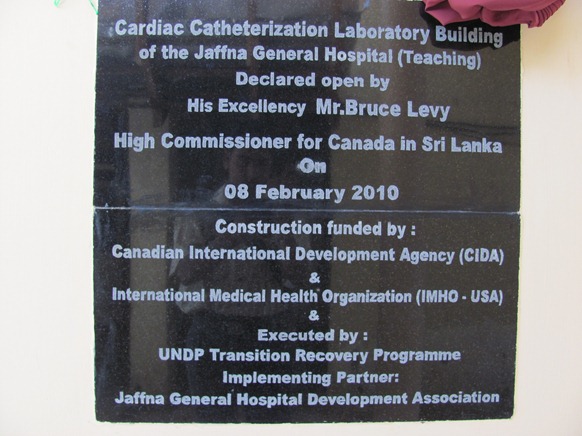 Cardiac Catheterization Laboratory Building
of the Jaffna General Hospital (Teaching)
Declared open by
His Excellency Mr.Bruce Levy
High Commissioner for Canada in Sri Lanka
On
08 February 2010
Construction funded by :
Canadian International Development Agency (CIDA)
&
International Medical Health Organization (IMHO - USA)
&
Executed by :
UNDP Transition Recovery Programme
Implementing Partner:
Jaffna General Hospital Development Association